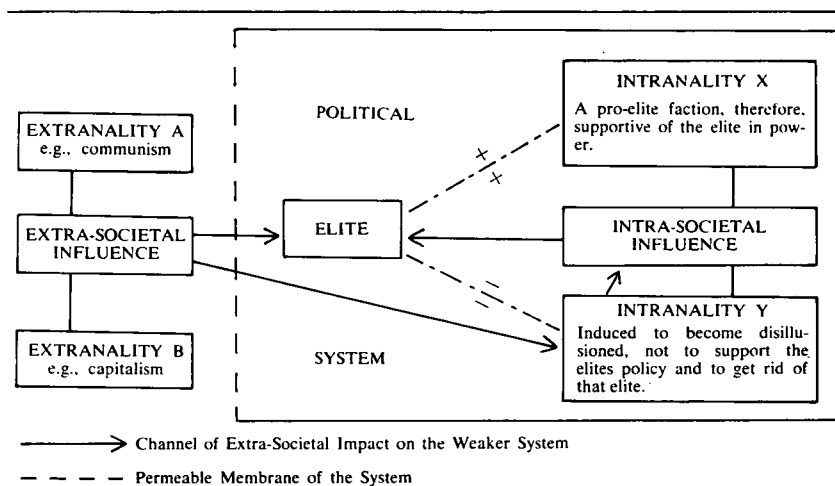 EXTRANALITY A
e.g., communism
EXTRA-SOCIETAL
INFLUENCE
EXTRANALITY B
e.g., capitalism
POLITICAL
ELITE
SYSTEM
INTRANALITY X
A pro-elite faction, therefore,
supportive of the elite in pow-
er.
+
+
INTRA-SOCIETAL
INFLUENCE
–
–
INTRANALITY Y
Induced to become disillu-
sioned, not to support the
elites policy and to get rid of
that elite.
Channel of Extra-Societal Impact on the Weaker System
Permeable Membrane of the System